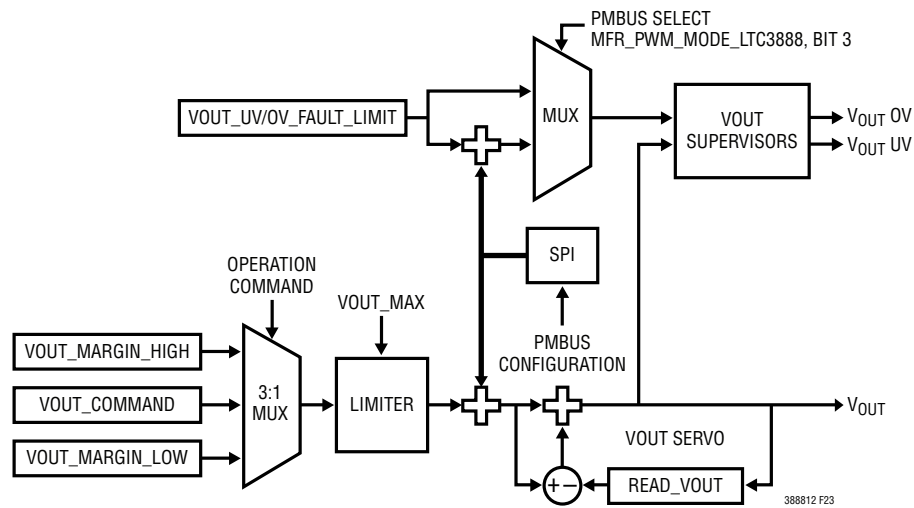 PMBUS SELECT
MFR_PWM_MODE_LTC3888, BIT 3
VOUT_UV/OV_FAULT_LIMIT
MUX
VOUT
SUPERVISORS
VOUT OV
VOUT UV
SPI
OPERATION
COMMAND
VOUT_MAX
PMBUS
CONFIGURATION
VOUT_MARGIN_HIGH
VOUT_COMMAND
VOUT_MARGIN_LOW
3:1
MUX
LIMITER
VOUT
VOUT SERVO
+ −
READ_VOUT
388812 F23